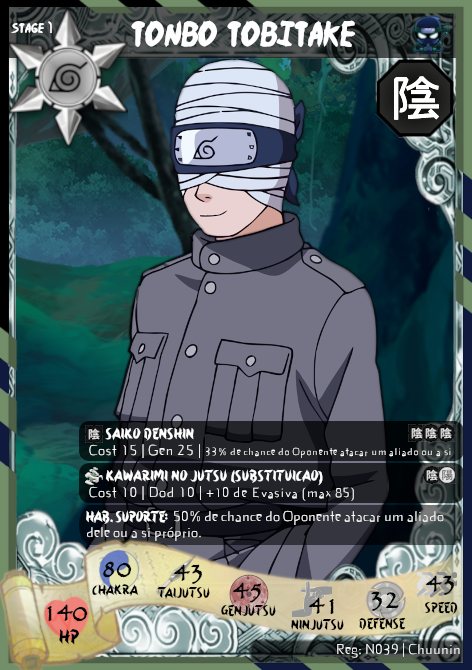 STAGE 1
TONBO TOBITAKE
陰
陰 SAIKO DENSHIN 陰 陰 陰
Cost 15 | Gen 25 | 33% de chance do Oponente atacar um aliado ou a si
KAWARIMI NO JUTSU (SUBSTITUICAO) 陰 陽
Cost 10 | Dod 10 | +10 de Evasiva (max 85)
HAB. SUPORTE: 50% de chance do Oponente atacar um aliado
dele ou a si próprio.
140
HP
80
CHAKRA
43
TAIJUTSU
45
GENJUTSU
41
NINJUTSU
32
DEFENSE
43
SPEED
Reg: N039 | Chuunin